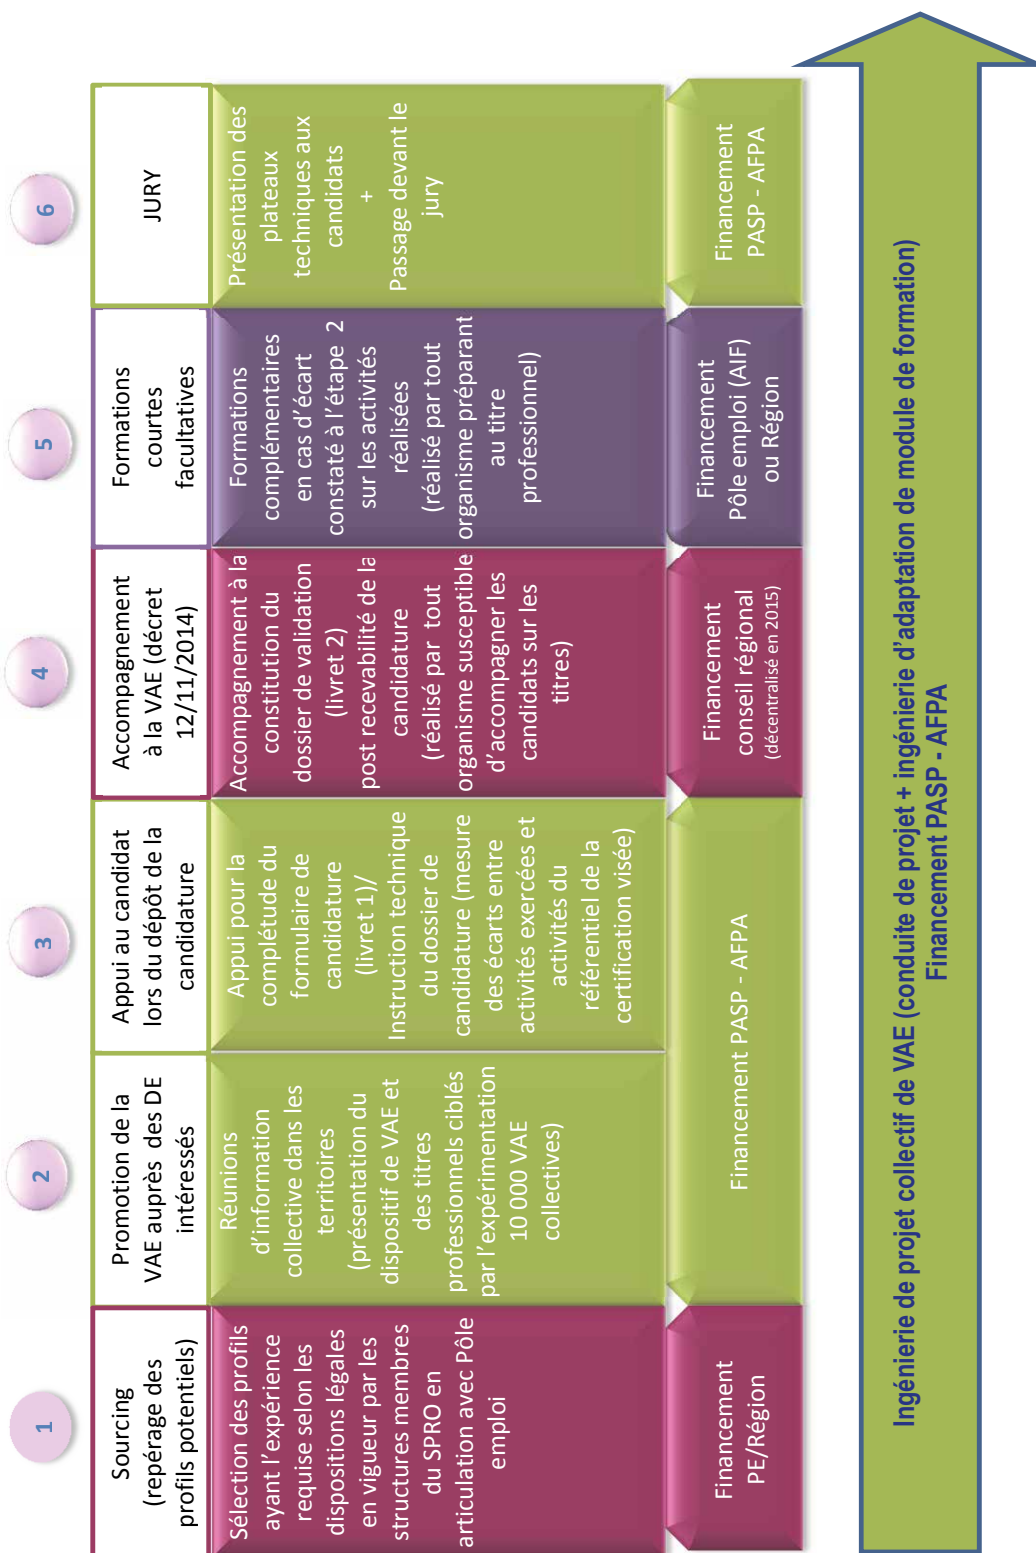 1
Sourcing
(repérage des
profils potentiels)
Sélection des profils
ayant l'expérience
requise selon les
dispositions légales
en vigueur par les
structures membres
du SPRO en
articulation avec Pôle
emploi
Financement
PE/Région
2
Promotion de la
VAE auprès des DE
intéressés
Réunions
d'information
collective dans les
territoires
(présentation du
dispositif de VAE et
des titres
professionnels ciblés
par l'expérimentation
10 000 VAE
collectives)
3
Appui au candidat
lors du dépôt de la
candidature
Appui pour la
complétude du
formulaire de
candidature
(livret 1)/
Instruction technique
du dossier de
candidature (mesure
des écarts entre
activités exercées et
activités du
référentiel de la
certification visée)
Financement PASP - AFPA
4
Accompagnement
à la VAE (décret
12/11/2014)
Accompagnement à la
constitution du
dossier de validation
(livret 2)
post recevabilité de la
candidature
(réalisé par tout
organisme susceptible
d'accompagner les
candidats sur les
titres)
Financement
conseil régional
(décentralisé en 2015)
5
Formations
courtes
facultatives
Formations
complémentaires
en cas d'écart
constaté à l'étape 2
sur les activités
réalisées
(réalisé par tout
organisme préparant
au titre
professionnel)
Financement
Pôle emploi (AIF)
ou Région
6
JURY
Présentation des
plateaux
techniques aux
candidats
+
Passage devant le
jury
Financement
PASP - AFPA
Ingénierie de projet collectif de VAE (conduite de projet + ingénierie d'adaptation de module de formation)
Financement PASP - AFPA